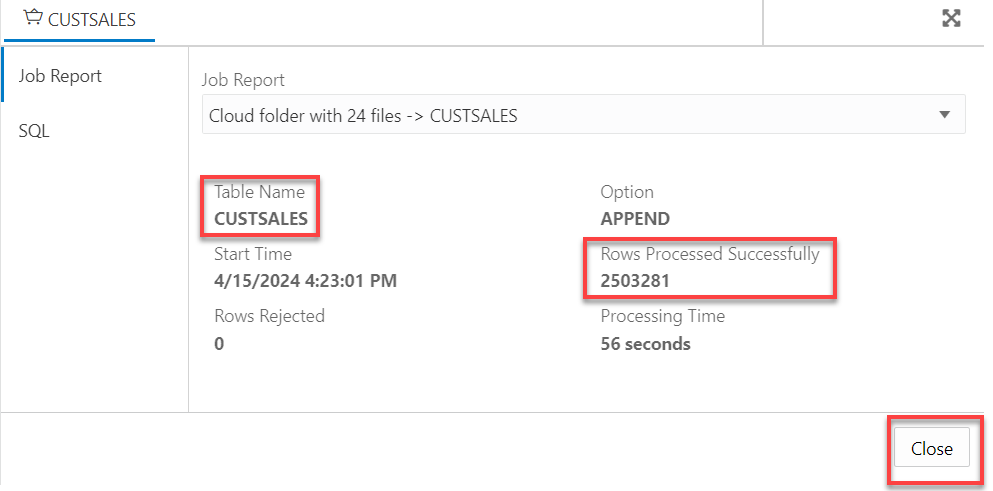 CUSTSALES
Job Report
SQL
Job Report
Cloud folder with 24 files -> CUSTSALES
Table Name
CUSTSALES
Option
APPEND
Start Time
4/15/2024 4:23:01 PM
Rows Processed Successfully
2503281
Rows Rejected
0
Processing Time
56 seconds
Close